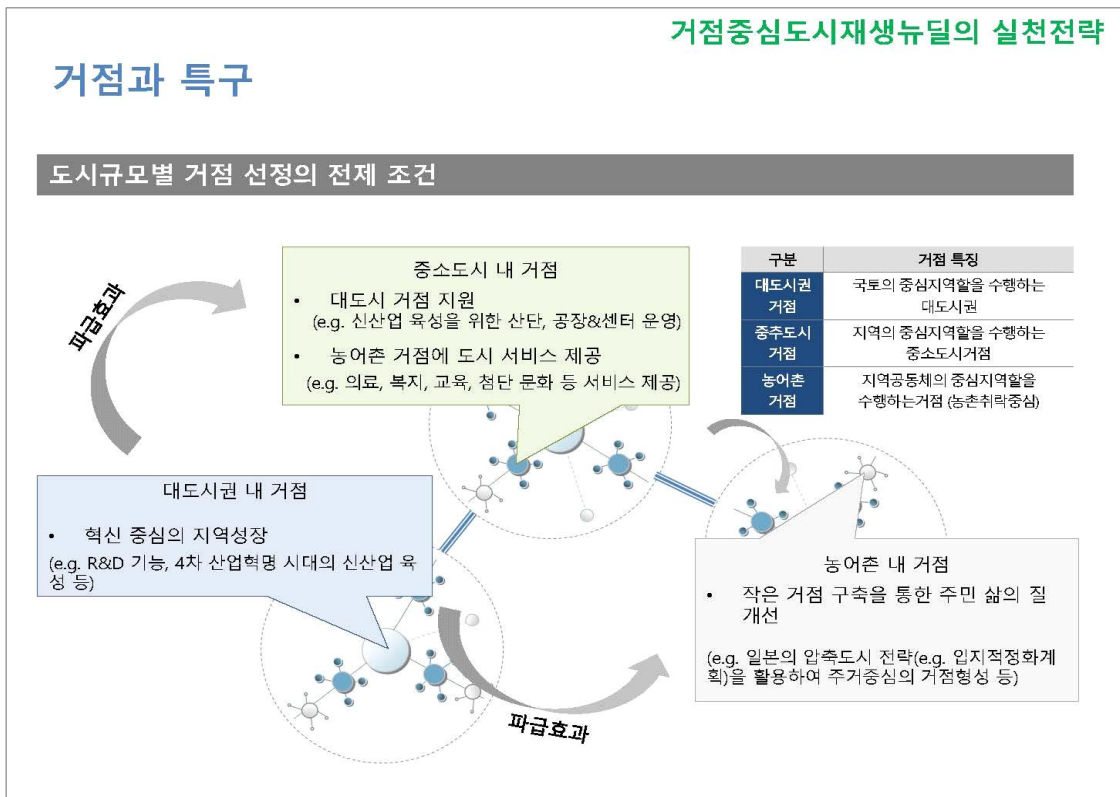 거점중심도시재생뉴딜의 실천전략
거점과 특구
도시규모별 거점 선정의 전제 조건
파급효과
중소도시 내 거점
• 대도시 거점 지원
(e.g. 신산업 육성을 위한 산단, 공장&센터 운영)
• 농어촌 거점에 도시 서비스 제공
(e.g. 의료, 복지, 교육, 첨단 문화 등 서비스 제공)
구분 거점 특징
대도시권 거점 국토의 중심지역할을 수행하는 대도시권
중추도시 거점 지역의 중심지역할을 수행하는 중소도시거점
농어촌 거점 지역공동체의 중심지역할을 수행하는거점 (농촌취락중심)
대도시권 내 거점
• 혁신 중심의 지역성장
(e.g. R&D 기능, 4차 산업혁명 시대의 신산업 육
성 등)
농어촌 내 거점
• 작은 거점 구축을 통한 주민 삶의 질
개선
(e.g. 일본의 압축도시 전략(e.g. 입지적정화계
획)을 활용하여 주거중심의 거점형성 등)
파급효과